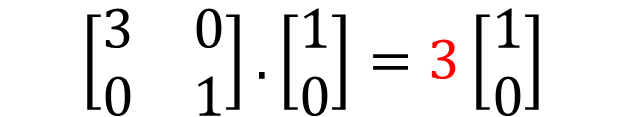 [3 0] . [1] = 3 [1]
[0 1] [0] [0]